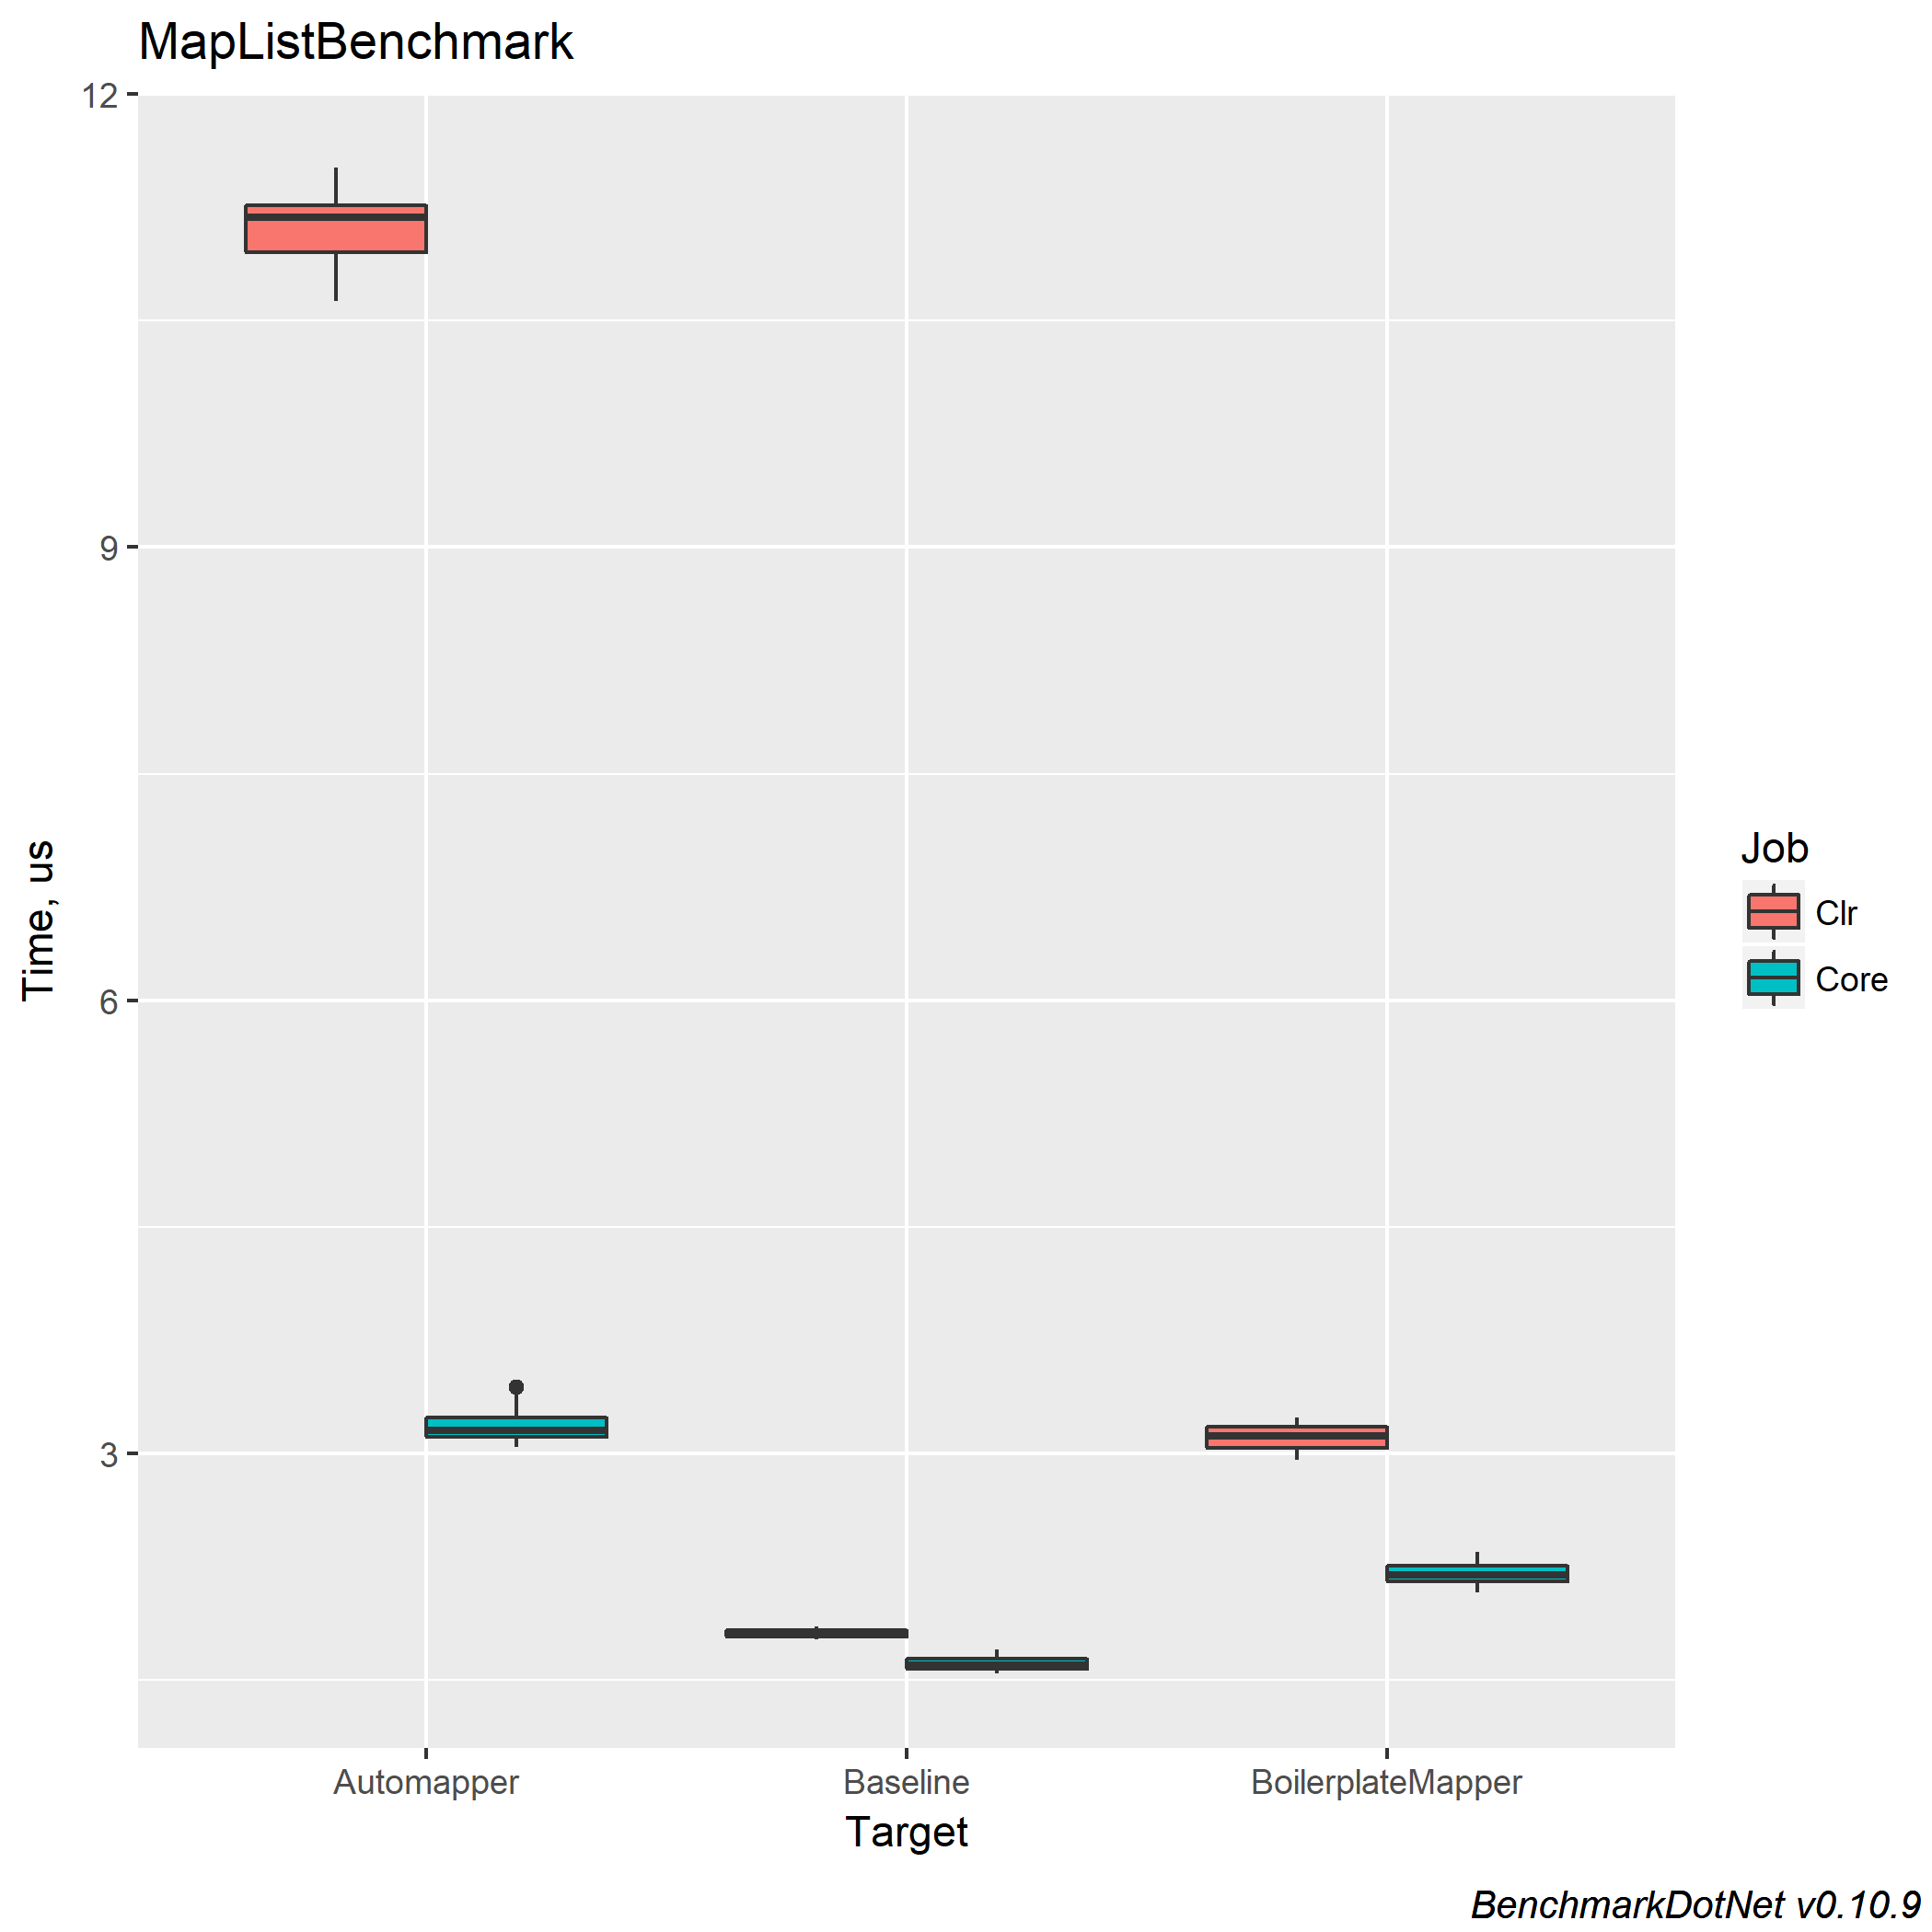 MapListBenchmark
12
9
6
3
Time, us
Automapper
Baseline
BoilerplateMapper
Target
Job
Clr
Core
BenchmarkDotNet v0.10.9